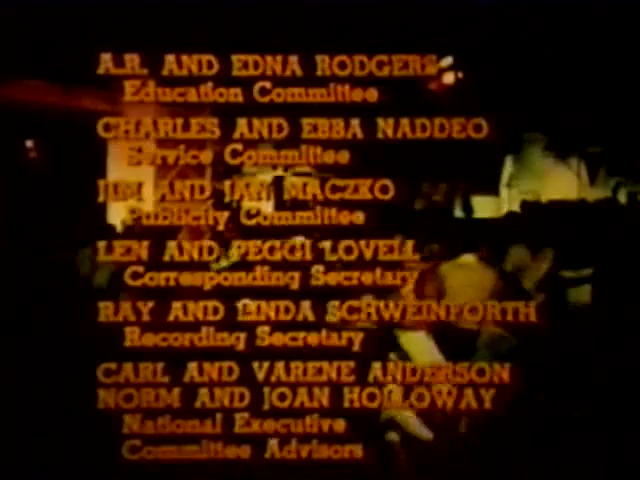 A.R. AND EDNA RODGERS
Education Committee
CHARLES AND EBBA NADDEO
Service Committee
JIM AND JAN MACZKO
Publicity Committee
LEN AND PEGGI LOVELL
Corresponding Secretary
RAY AND LINDA SCHWEINFORTH
Recording Secretary
CARL AND VARENE ANDERSON
NORM AND JOAN HOLLOWAY
National Executive
Committee Advisors